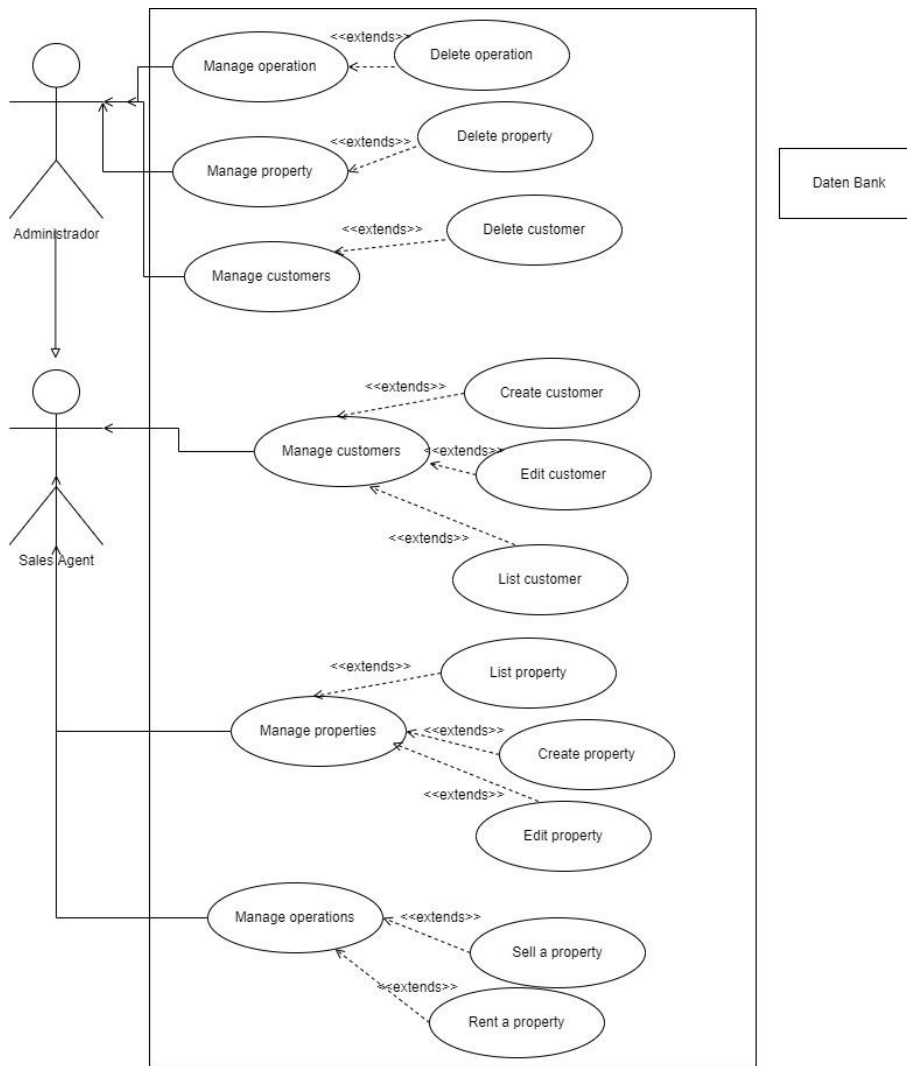 <<extends>>
Manage operation
Delete operation
<<extends>>
Delete property
Manage property
Daten Bank
Administrador
<<extends>>
Delete customer
Manage customers
<<extends>>
Create customer
Manage customers
<<extends>>
Edit customer
<<extends>>
Sales Agent
List customer
<<extends>>
List property
Manage properties
<<extends>>
Create property
<<extends>>
Edit property
Manage operations
<<extends>>
Sell a property
<<extends>>
Rent a property